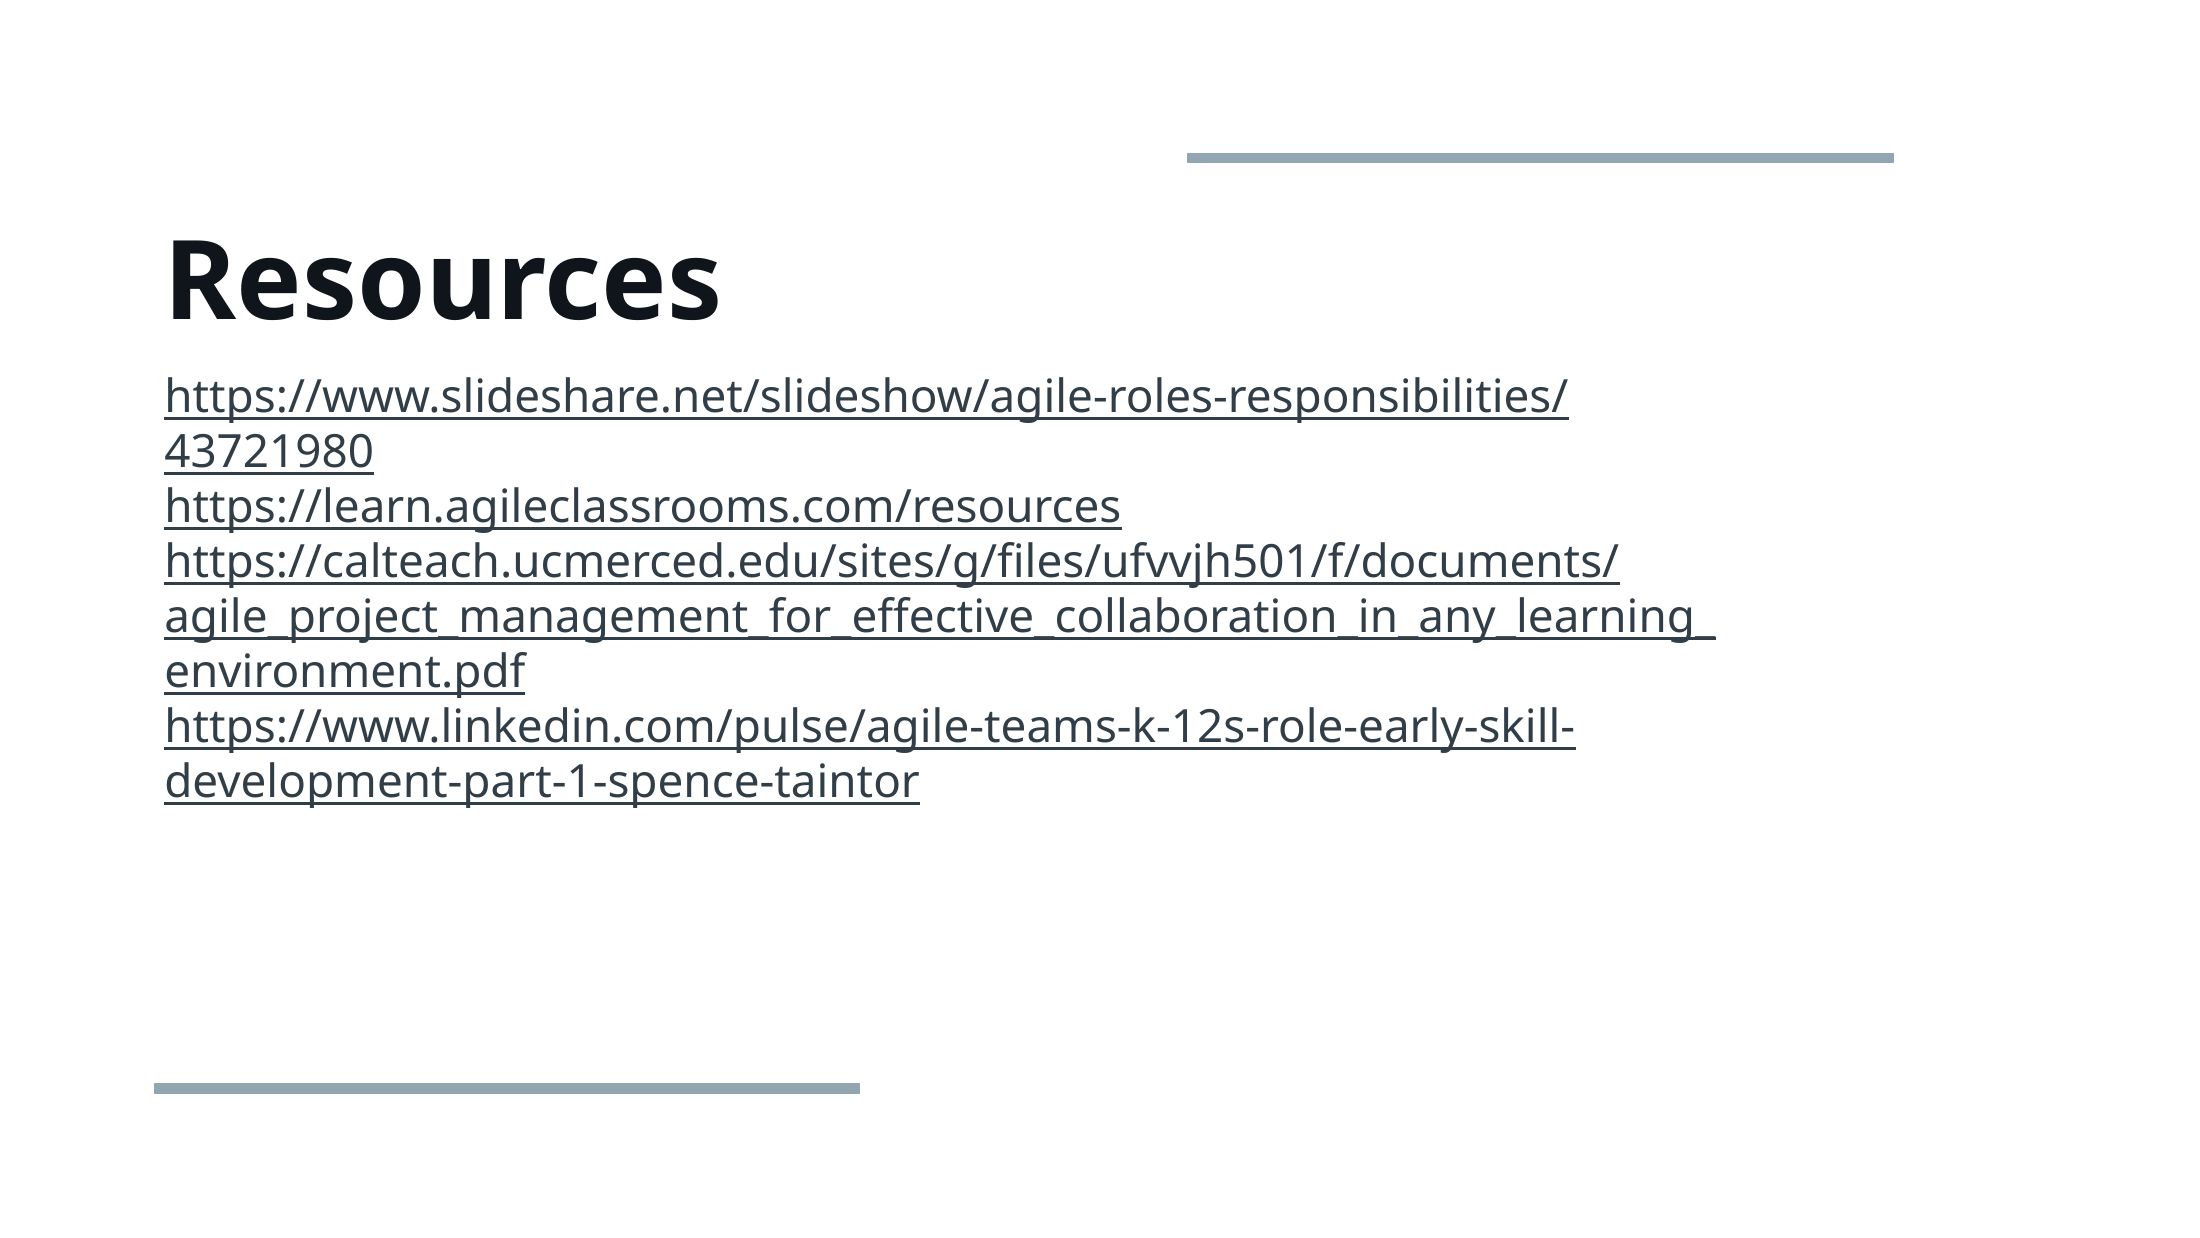 Resources
https://www.slideshare.net/slideshow/agile-roles-responsibilities/
43721980
https://learn.agileclassrooms.com/resources
https://calteach.ucmerced.edu/sites/g/files/ufvvjh501/f/documents/
agile_project_management_for_effective_collaboration_in_any_learning_
environment.pdf
https://www.linkedin.com/pulse/agile-teams-k-12s-role-early-skill-
development-part-1-spence-taintor